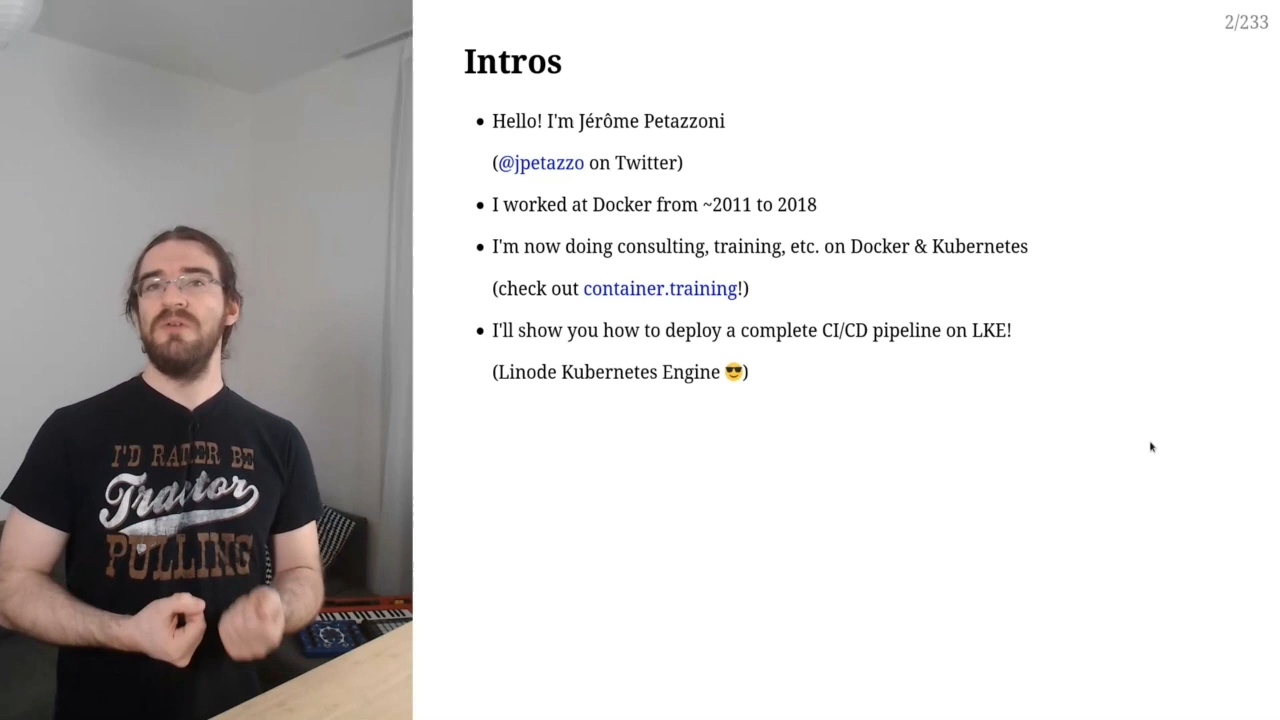 2/233
Intros
• Hello! I'm Jérôme Petazzoni
(@jpetazzo on Twitter)
• I worked at Docker from ~2011 to 2018
• I'm now doing consulting, training, etc. on Docker & Kubernetes
(check out container.training!)
• I'll show you how to deploy a complete CI/CD pipeline on LKE!
(Linode Kubernetes Engine 😎)
I'D RATHER BE
Tractor
PULLING